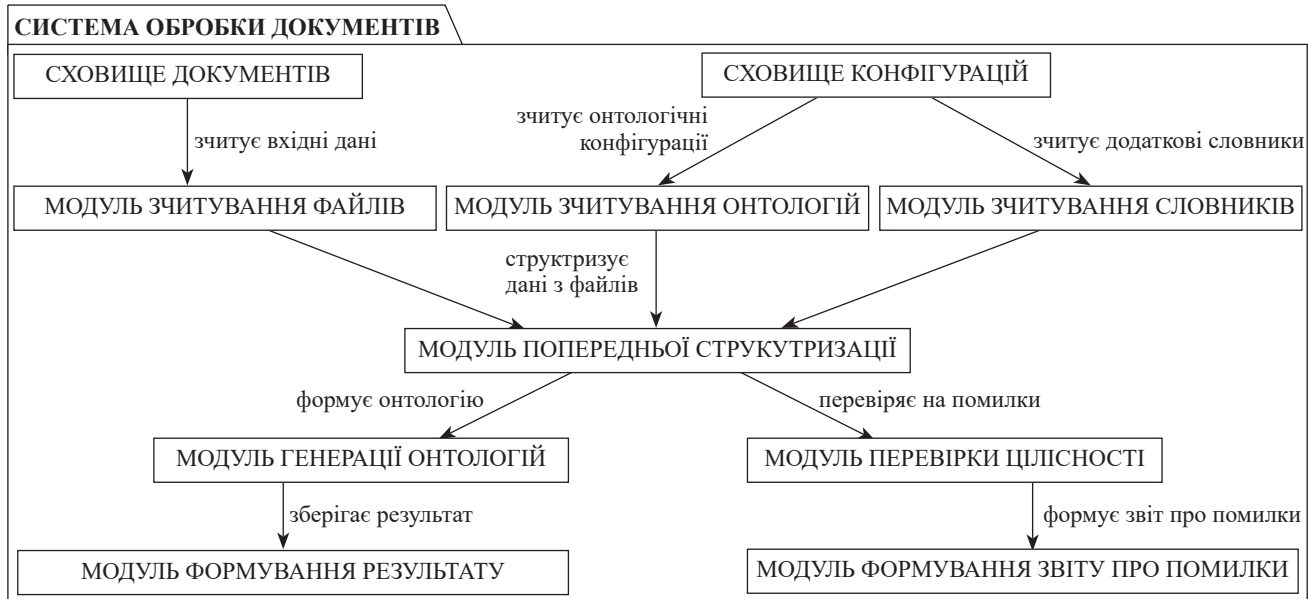 СИСТЕМА ОБРОБКИ ДОКУМЕНТІВ
СХОВИЩЕ ДОКУМЕНТІВ
СХОВИЩЕ КОНФІГУРАЦІЙ
зчитує вхідні дані
зчитує онтологічні
конфігурації
зчитує додаткові словники
МОДУЛЬ ЗЧИТУВАННЯ ФАЙЛІВ
МОДУЛЬ ЗЧИТУВАННЯ ОНТОЛОГІЙ
МОДУЛЬ ЗЧИТУВАННЯ СЛОВНИКІВ
структризує
дані з файлів
МОДУЛЬ ПОПЕРЕДНЬОЇ СТРУКУТРИЗАЦІЇ
формує онтологію
перевіряє на помилки
МОДУЛЬ ГЕНЕРАЦІЇ ОНТОЛОГІЙ
МОДУЛЬ ПЕРЕВІРКИ ЦІЛІСНОСТІ
зберігає результат
формує звіт про помилки
МОДУЛЬ ФОРМУВАННЯ РЕЗУЛЬТАТУ
МОДУЛЬ ФОРМУВАННЯ ЗВІТУ ПРО ПОМИЛКИ